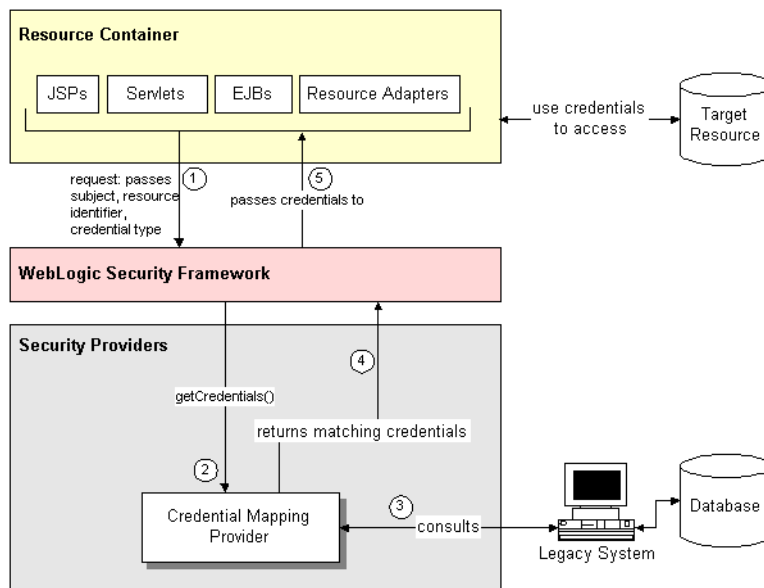 Resource Container
JSPs
Servlets
EJBs
Resource Adapters
use credentials
to access
Target
Resource
1
request: passes
subject, resource
identifier,
credential type
5
passes credentials to
WebLogic Security Framework
Security Providers
4
getCredentials()
returns matching credentials
2
Credential Mapping
Provider
3
consults
Legacy System
Database